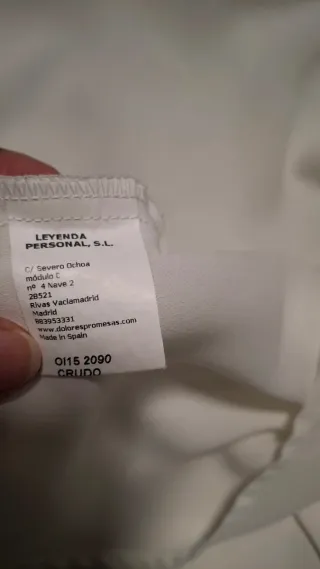 LEYENDA
PERSONAL, S.L.
C/ Severo Ochoa
módulo C
nº 4 Nave 2
28521
Rivas Vaciamadrid
Madrid
B83953331
www.dolorespromesas.com
Made in Spain
OI15 2090
CRUDO